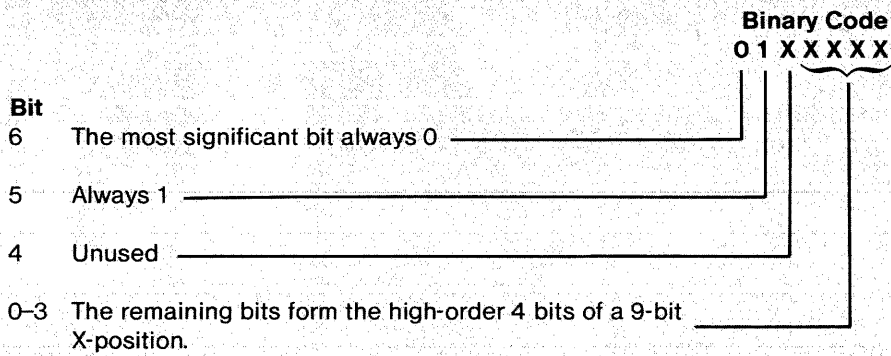 Binary Code
0 1 X X X X X
Bit
6 The most significant bit always 0
5 Always 1
4 Unused
0–3 The remaining bits form the high-order 4 bits of a 9-bit
X-position.